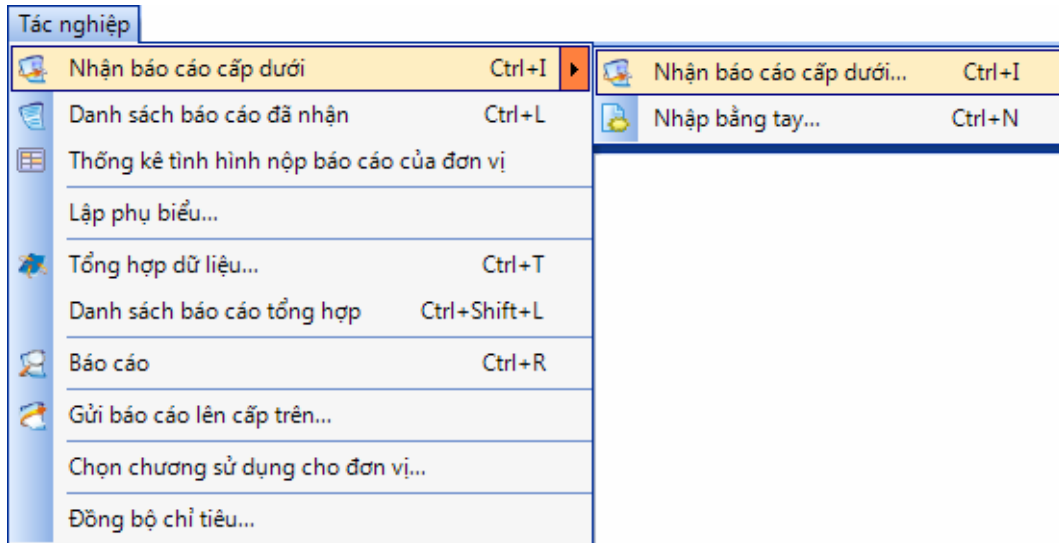 Tác nghiệp
Nhận báo cáo cấp dưới Ctrl+I
Nhận báo cáo cấp dưới... Ctrl+I
Danh sách báo cáo đã nhận Ctrl+L
Nhập bằng tay... Ctrl+N
Thống kê tình hình nộp báo cáo của đơn vị
Lập phụ biểu...
Tổng hợp dữ liệu... Ctrl+T
Danh sách báo cáo tổng hợp Ctrl+Shift+L
Báo cáo Ctrl+R
Gửi báo cáo lên cấp trên...
Chọn chương sử dụng cho đơn vị...
Đồng bộ chỉ tiêu...